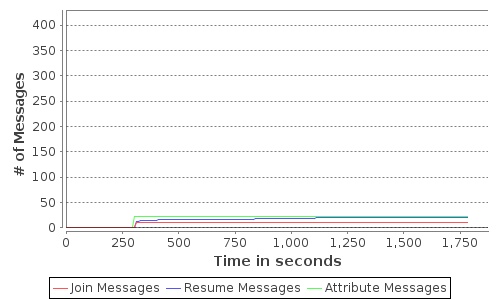 400
350
300
250
200
150
100
50
0
# of Messages
0 250 500 750 1,000 1,250 1,500 1,750
Time in seconds
Join Messages Resume Messages Attribute Messages